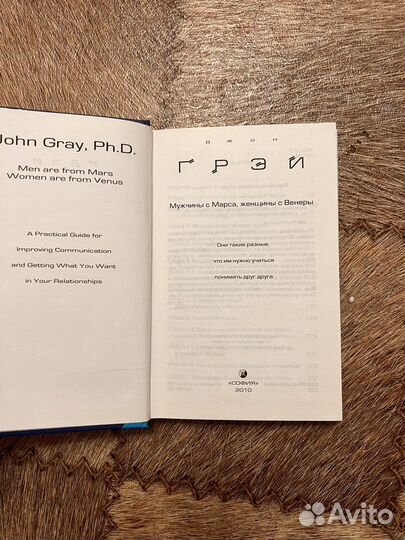 John Gray, Ph.D.
Men are from Mars
Women are from Venus
A Practical Guide for
Improving Communication
and Getting What You Want
in Your Relationships
Джон
ГРЭЙ
Мужчины с Марса, женщины с Венеры
Они такие разные,
что им нужно учиться
понимать друг друга
«СОФИЯ»
2010
Avito